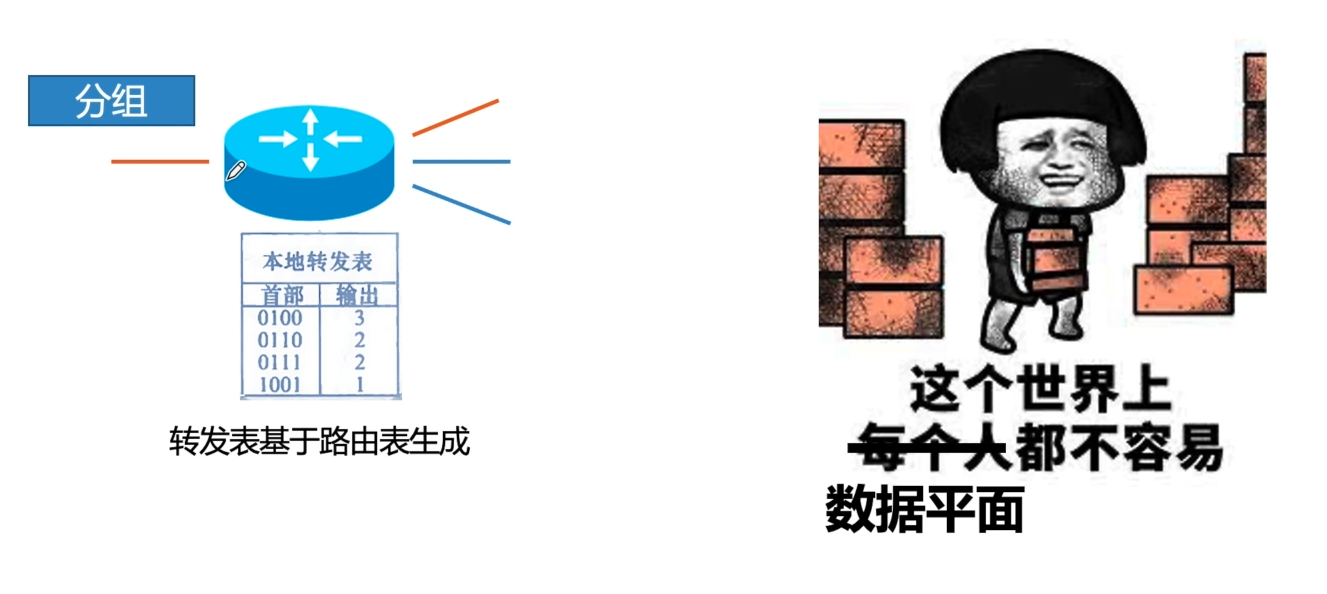 分组
本地转发表
首部 输出
0100 3
0110 2
0111 2
1001 1
转发表基于路由表生成
这个世界上
每个人都不容易
数据平面